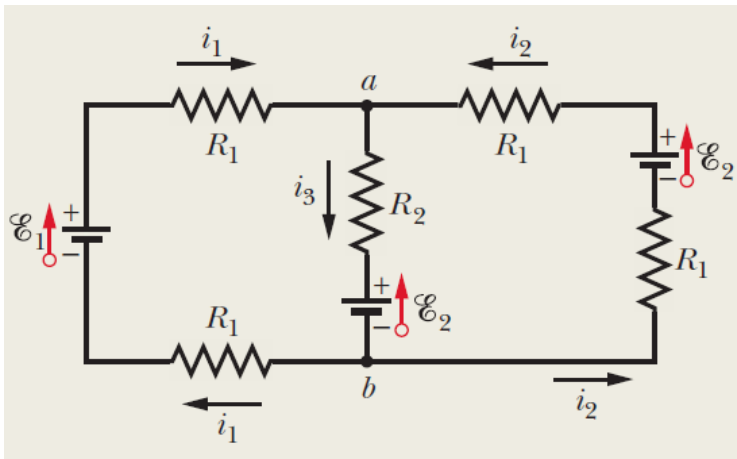 i₁
i₂
a
R₁
R₁
+
ℰ₂
−
i₃
R₂
ℰ₁
+
−
R₁
+
ℰ₂
−
R₁
b
i₁
i₂